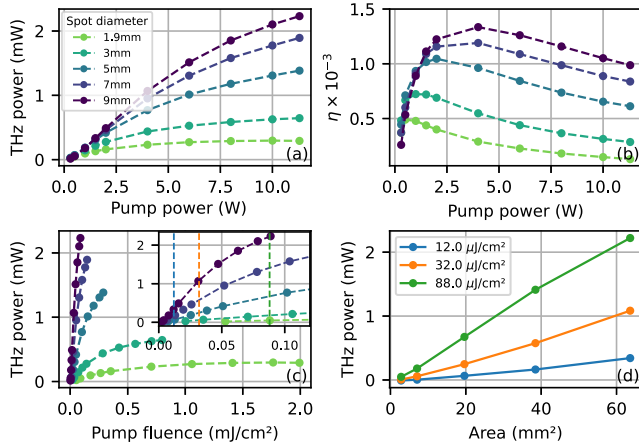 Spot diameter
1.9mm
3mm
5mm
7mm
9mm
THz power (mW)
2
1
0
0.0 2.5 5.0 7.5 10.0
Pump power (W)
(a)
η × 10⁻³
1.5
1.0
0.5
0.0 2.5 5.0 7.5 10.0
Pump power (W)
(b)
THz power (mW)
2
1
0
0.0 0.5 1.0 1.5 2.0
Pump fluence (mJ/cm²)
(c)
2
1
0
0.00 0.05 0.10
THz power (mW)
2
1
0
0 20 40 60
Area (mm²)
(d)
12.0 μJ/cm²
32.0 μJ/cm²
88.0 μJ/cm²